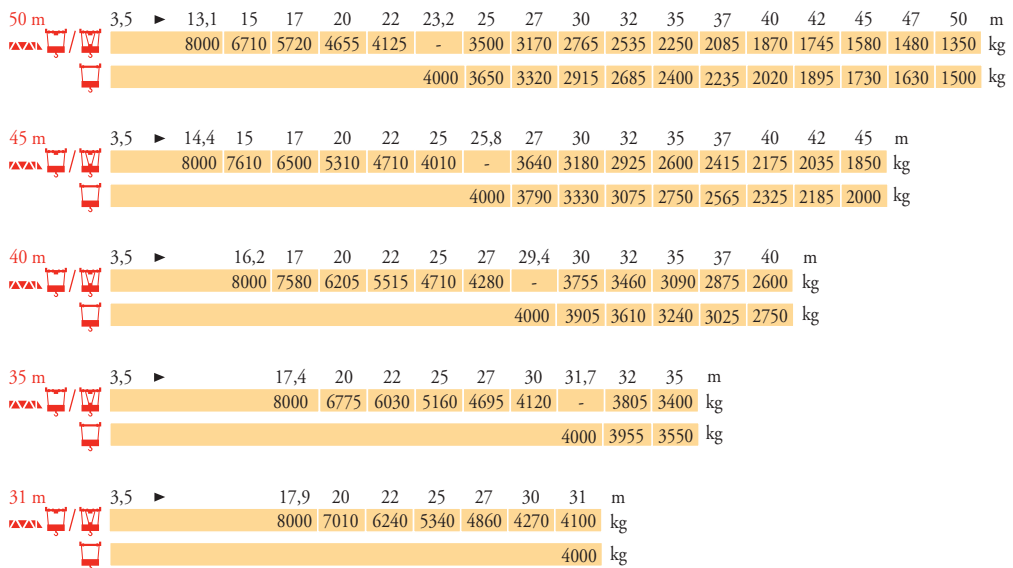 50 m 3,5 ► 13,1 15 17 20 22 23,2 25 27 30 32 35 37 40 42 45 47 50 m
8000 6710 5720 4655 4125 - 3500 3170 2765 2535 2250 2085 1870 1745 1580 1480 1350 kg
4000 3650 3320 2915 2685 2400 2235 2020 1895 1730 1630 1500 kg
45 m 3,5 ► 14,4 15 17 20 22 25 25,8 27 30 32 35 37 40 42 45 m
8000 7610 6500 5310 4710 4010 - 3640 3180 2925 2600 2415 2175 2035 1850 kg
4000 3790 3330 3075 2750 2565 2325 2185 2000 kg
40 m 3,5 ► 16,2 17 20 22 25 27 29,4 30 32 35 37 40 m
8000 7580 6205 5515 4710 4280 - 3755 3460 3090 2875 2600 kg
4000 3905 3610 3240 3025 2750 kg
35 m 3,5 ► 17,4 20 22 25 27 30 31,7 32 35 m
8000 6775 6030 5160 4695 4120 - 3805 3400 kg
4000 3955 3550 kg
31 m 3,5 ► 17,9 20 22 25 27 30 31 m
8000 7010 6240 5340 4860 4270 4100 kg
4000 kg